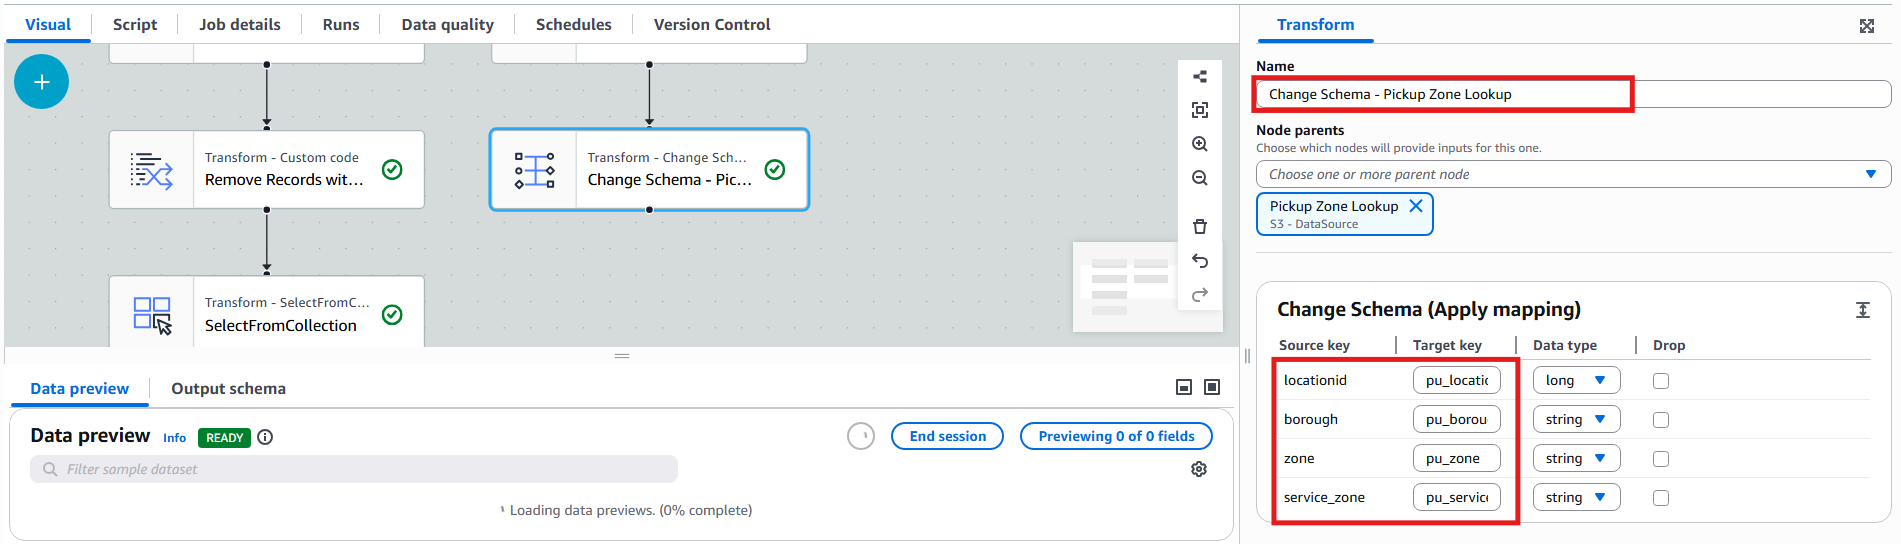 Visual
Script
Job details
Runs
Data quality
Schedules
Version Control
Transform - Custom code
Remove Records wit...
Transform - Change Sch...
Change Schema - Pic...
Transform - SelectFromC...
SelectFromCollection
Data preview
Output schema
Data preview
Info
READY
End session
Previewing 0 of 0 fields
Filter sample dataset
Loading data previews. (0% complete)
Transform
Name
Change Schema - Pickup Zone Lookup
Node parents
Choose which nodes will provide inputs for this one.
Choose one or more parent node
Pickup Zone Lookup
S3 - DataSource
Change Schema (Apply mapping)
Source key Target key Data type Drop
locationid pu_locatic long
borough pu_borou string
zone pu_zone string
service_zone pu_service string